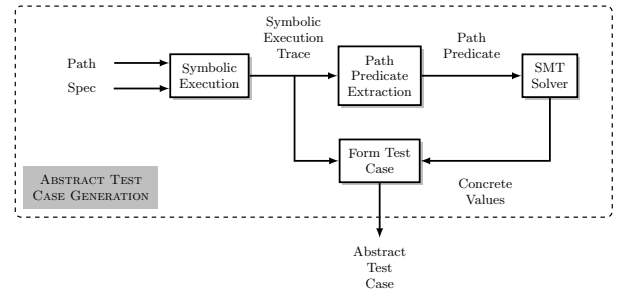 Symbolic
Execution
Trace
Path
Predicate
Path
Spec
Symbolic
Execution
Path
Predicate
Extraction
SMT
Solver
Form Test
Case
Abstract Test
Case Generation
Concrete
Values
Abstract
Test
Case